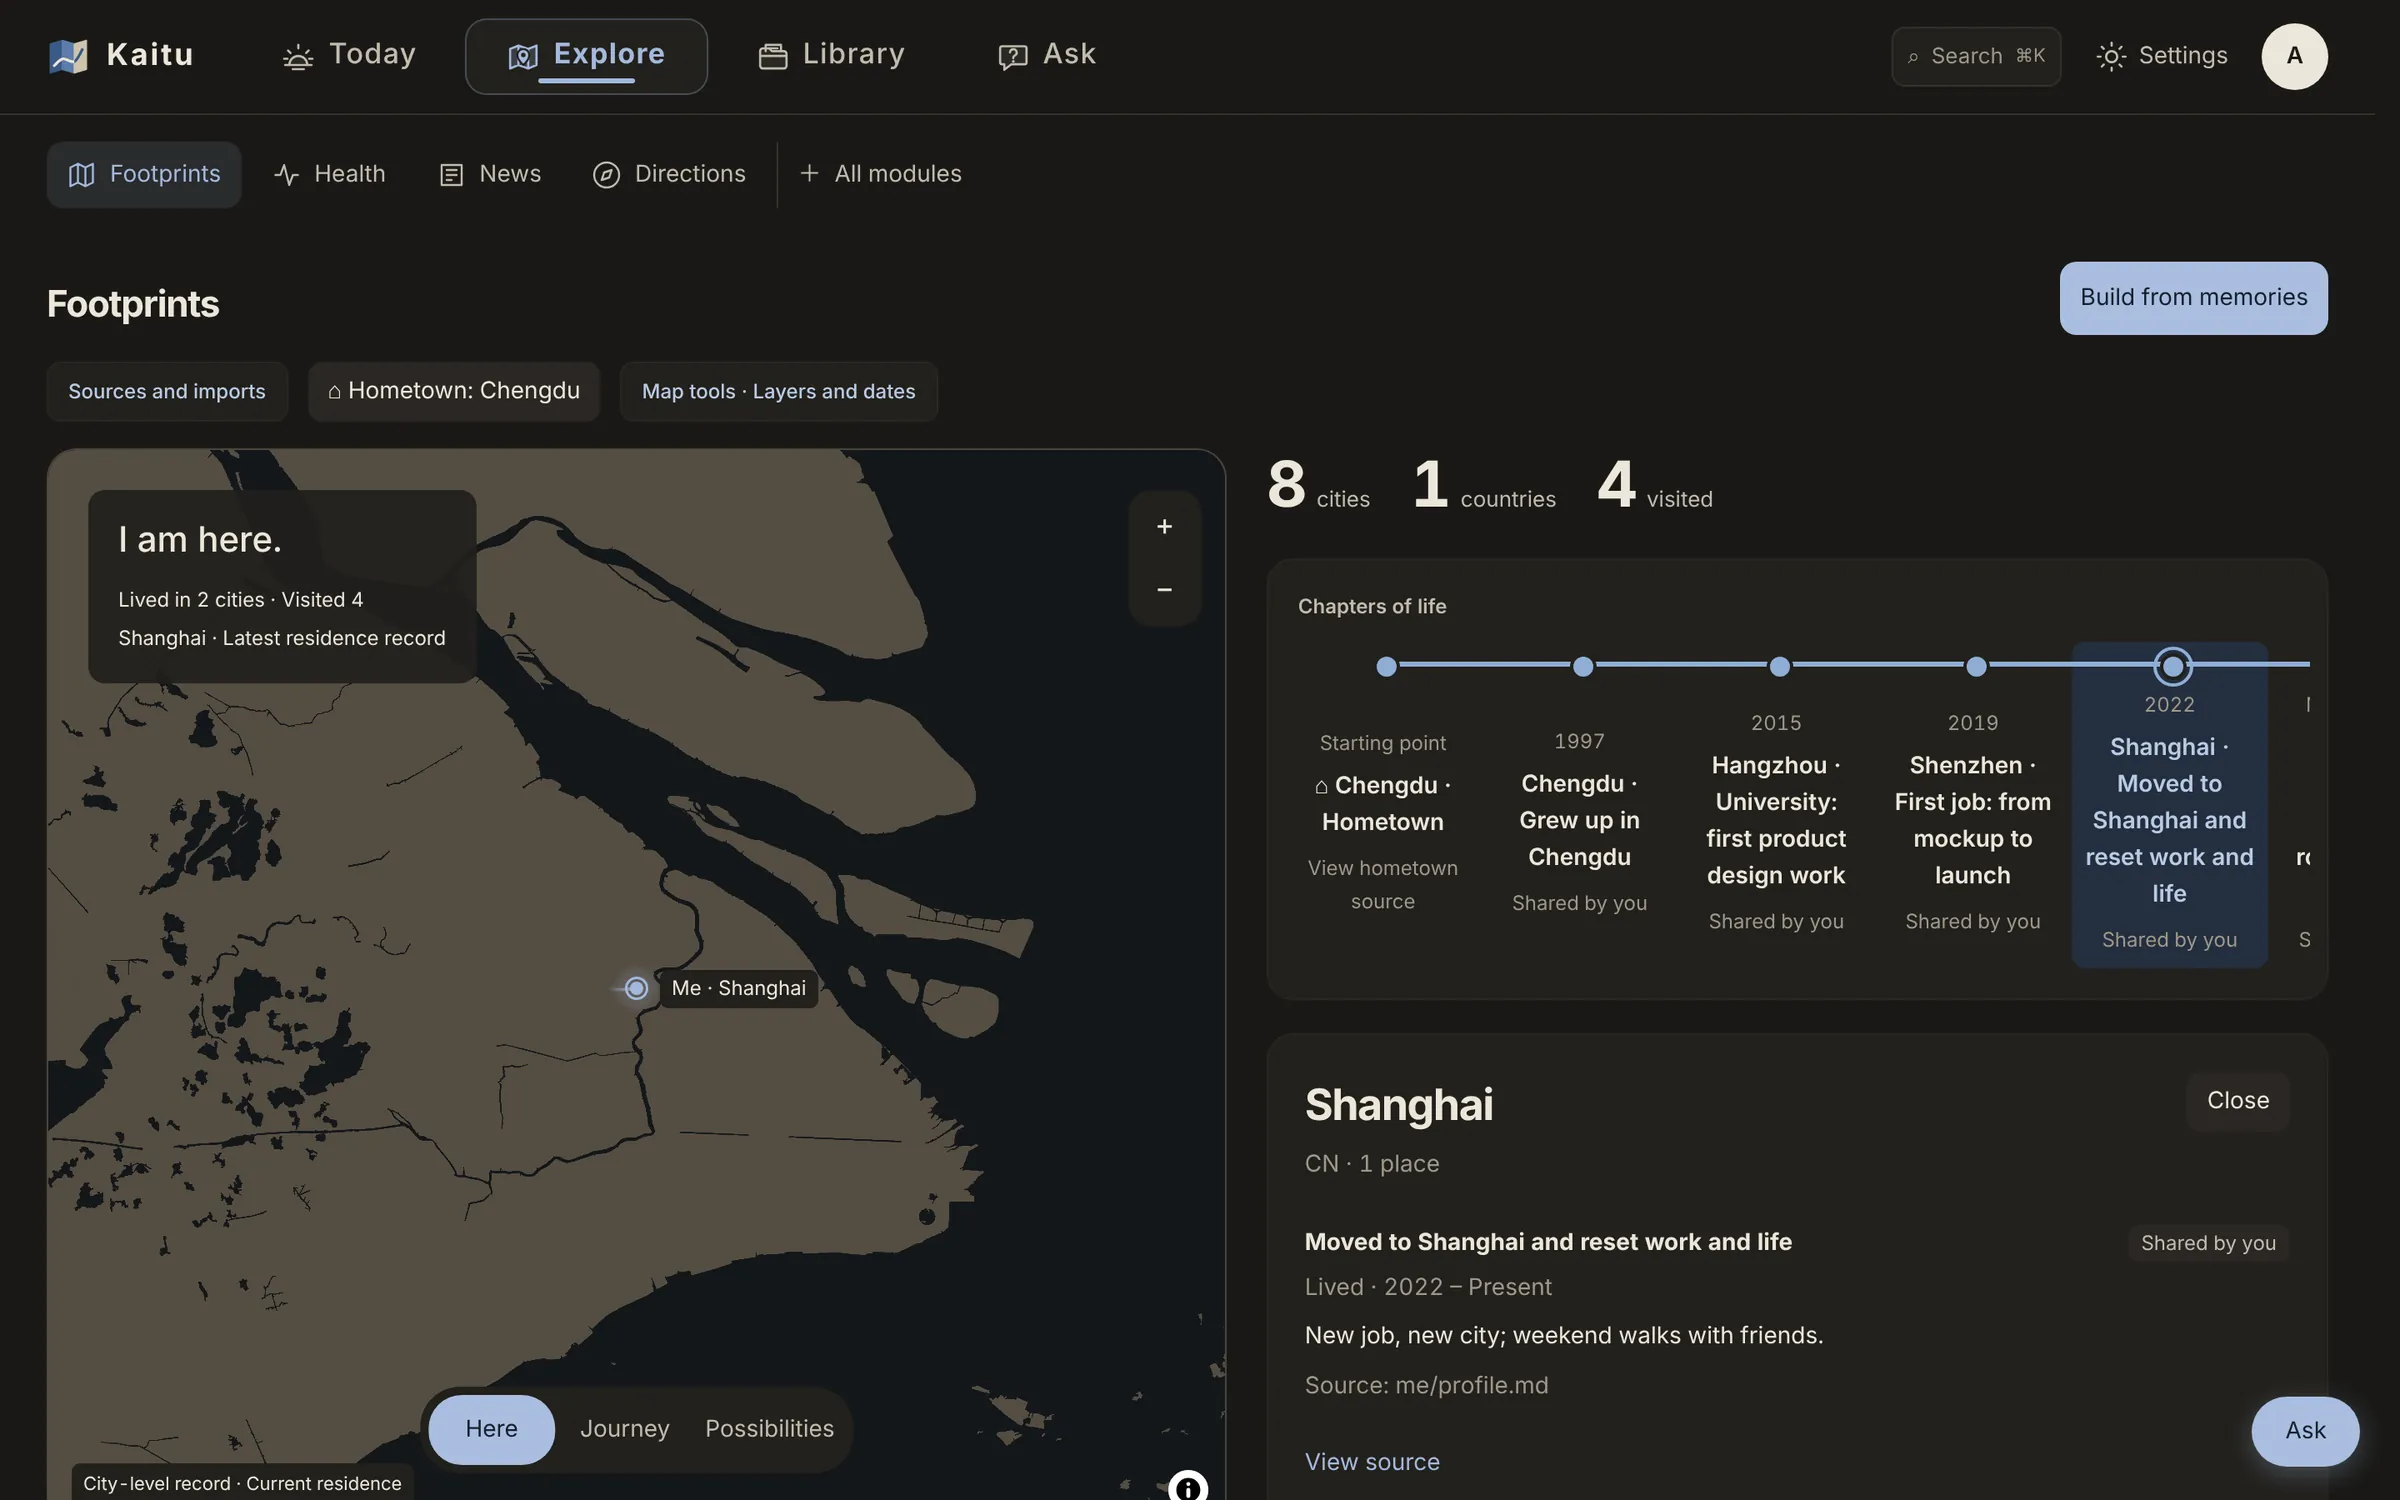 Kaitu
Today
Explore
Library
Ask
Search ⌘K
Settings
A
Footprints
Health
News
Directions
+ All modules
Footprints
Build from memories
Sources and imports
⌂ Hometown: Chengdu
Map tools · Layers and dates
I am here.
Lived in 2 cities · Visited 4
Shanghai · Latest residence record
+
−
Me · Shanghai
Here
Journey
Possibilities
City-level record · Current residence
8 cities
1 countries
4 visited
Chapters of life
Starting point
⌂ Chengdu ·
Hometown
View hometown
source
1997
Chengdu ·
Grew up in
Chengdu
Shared by you
2015
Hangzhou ·
University:
first product
design work
Shared by you
2019
Shenzhen ·
First job: from
mockup to
launch
Shared by you
2022
Shanghai ·
Moved to
Shanghai and
reset work and
life
Shared by you
Shanghai
Close
CN · 1 place
Moved to Shanghai and reset work and life
Shared by you
Lived · 2022 – Present
New job, new city; weekend walks with friends.
Source: me/profile.md
View source
Ask